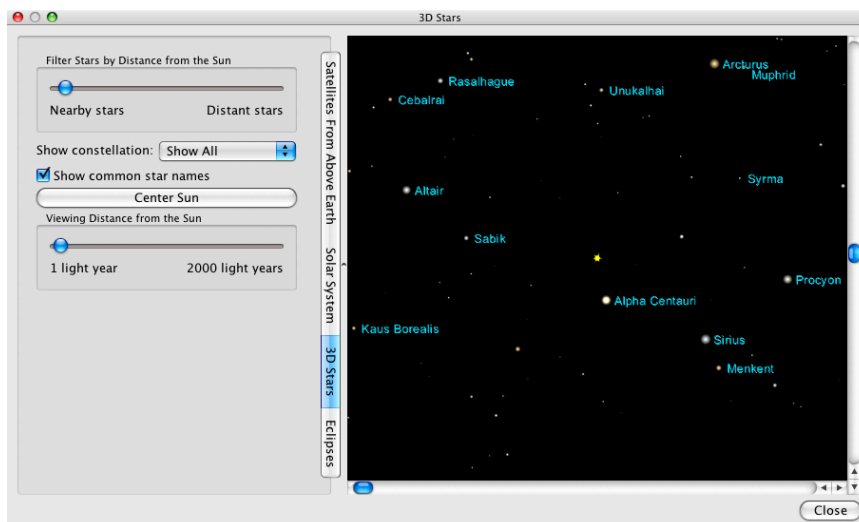 3D Stars
Filter Stars by Distance from the Sun
Nearby stars Distant stars
Show constellation: Show All
Show common star names
Center Sun
Viewing Distance from the Sun
1 light year 2000 light years
Satellites From Above Earth
Solar System
3D Stars
Eclipses
Arcturus
Muphrid
Rasalhague
Unukalhai
Cebalrai
Syrma
Altair
Sabik
Procyon
Alpha Centauri
Kaus Borealis
Sirius
Menkent
Close